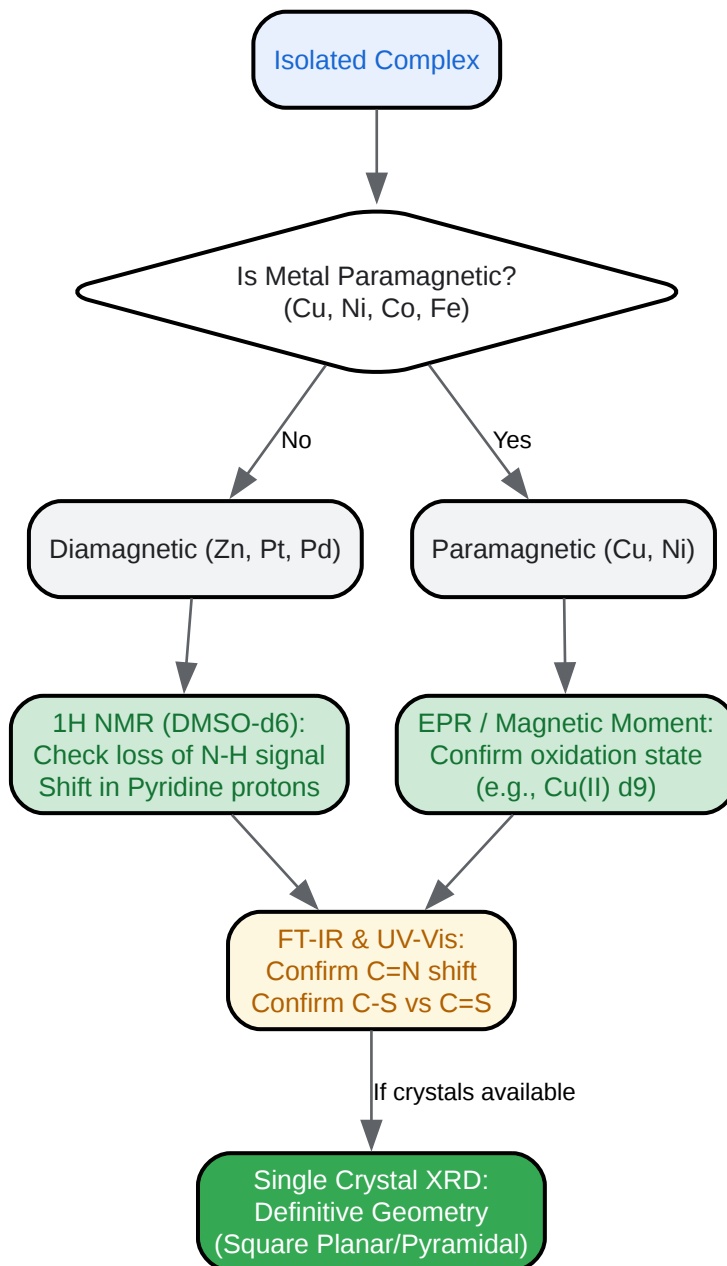 Isolated Complex
Is Metal Paramagnetic?
(Cu, Ni, Co, Fe)
No
Yes
Diamagnetic (Zn, Pt, Pd)
Paramagnetic (Cu, Ni)
1H NMR (DMSO-d6):
Check loss of N-H signal
Shift in Pyridine protons
EPR / Magnetic Moment:
Confirm oxidation state
(e.g., Cu(II) d9)
FT-IR & UV-Vis:
Confirm C=N shift
Confirm C-S vs C=S
If crystals available
Single Crystal XRD:
Definitive Geometry
(Square Planar/Pyramidal)